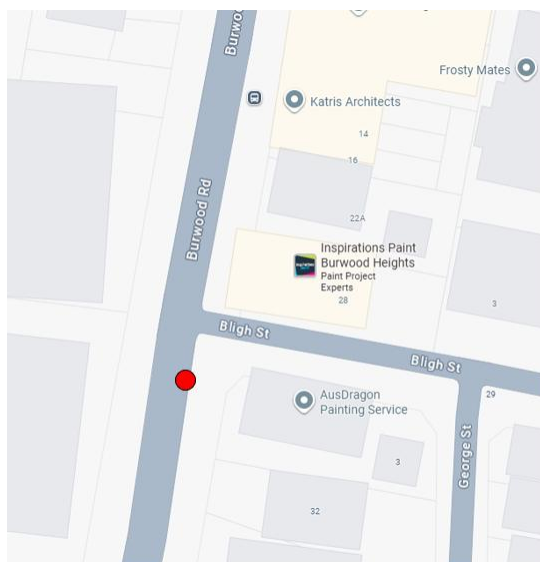 Burwoo
Frosty Mates
Katris Architects
14
16
Burwood Rd
22A
Inspirations Paint
Burwood Heights
Paint Project
Experts
28
3
Bligh St
Bligh St
AusDragon
Painting Service
29
George St
3
32